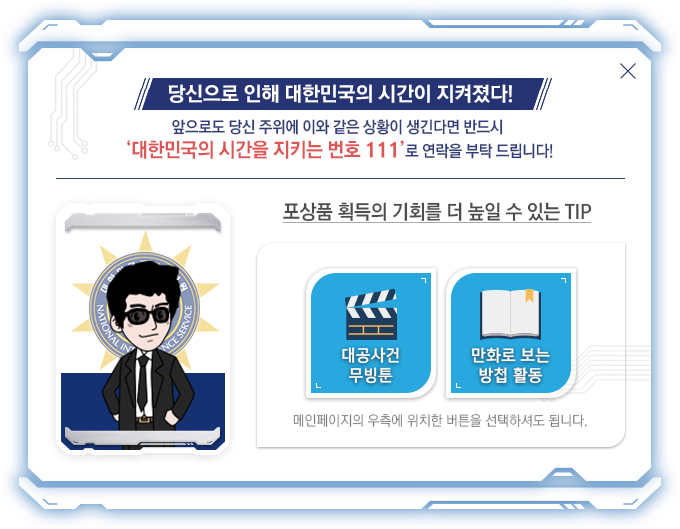 당신으로 인해 대한민국의 시간이 지켜졌다!
앞으로도 당신 주위에 이와 같은 상황이 생긴다면 반드시
‘대한민국의 시간을 지키는 번호 111’로 연락을 부탁 드립니다!
포상품 획득의 기회를 더 높일 수 있는 TIP
NATIONAL
SERVICE
대공사건
무빙툰
만화로 보는
방첩 활동
메인페이지의 우측에 위치한 버튼을 선택하셔도 됩니다.